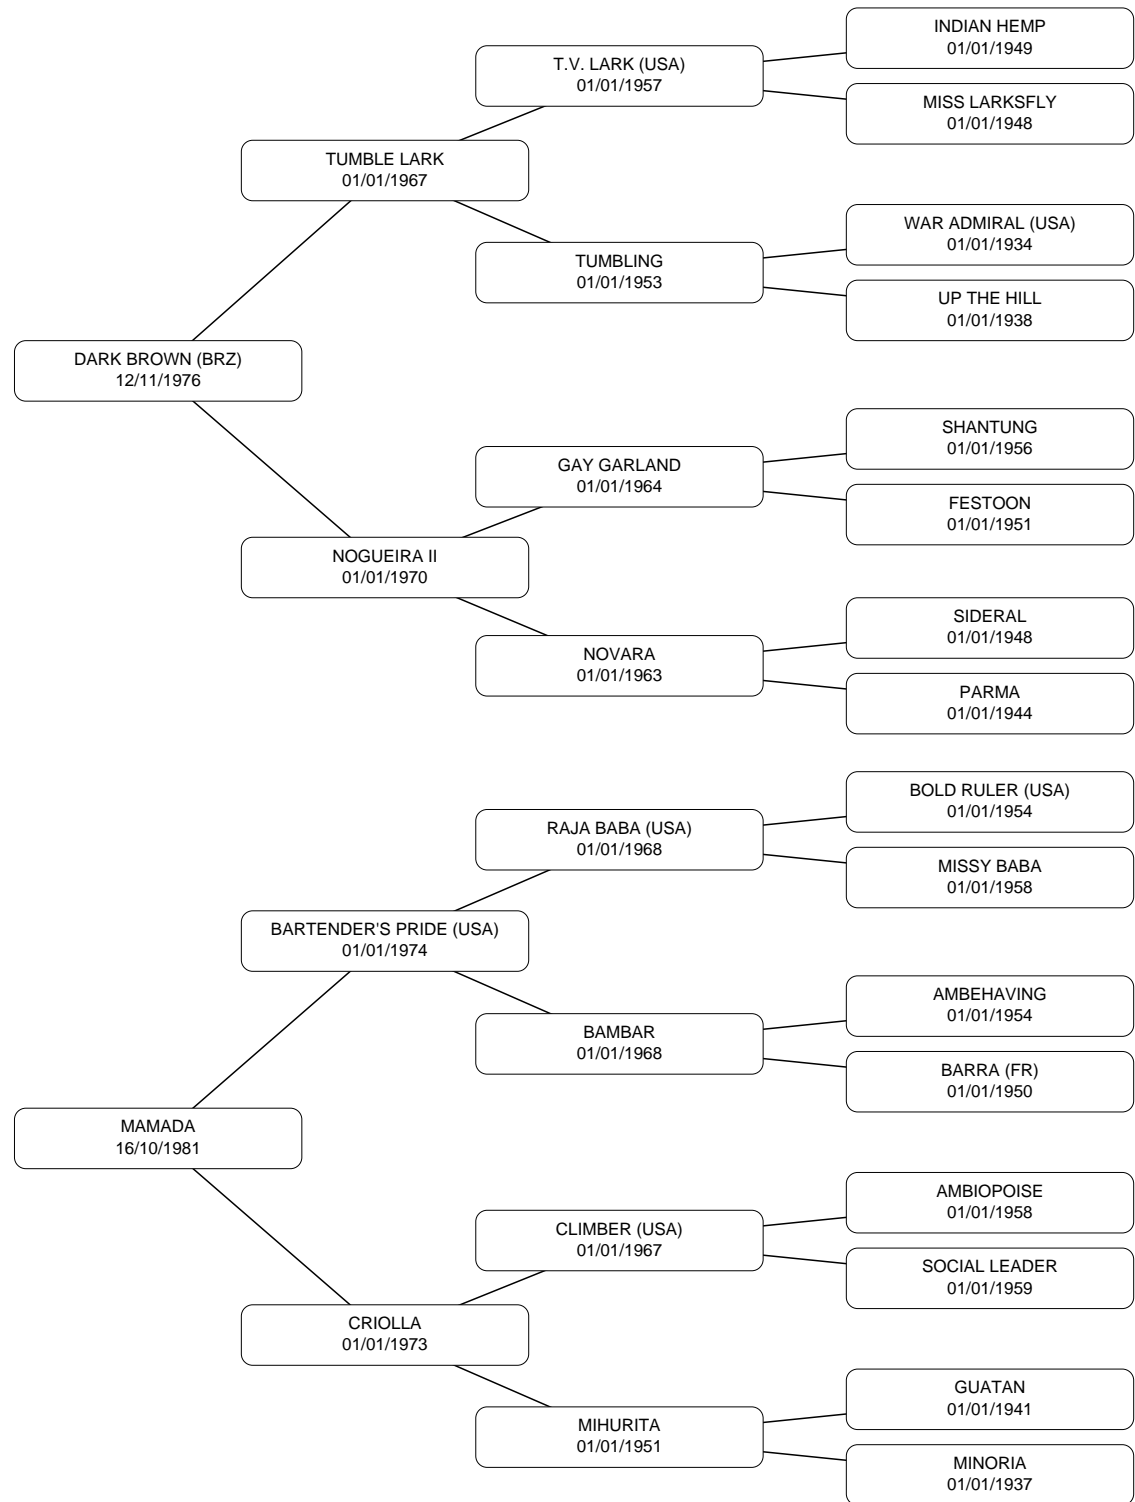 INDIAN HEMP
01/01/1949
T.V. LARK (USA)
01/01/1957
MISS LARKSFLY
01/01/1948
TUMBLE LARK
01/01/1967
WAR ADMIRAL (USA)
01/01/1934
TUMBLING
01/01/1953
UP THE HILL
01/01/1938
DARK BROWN (BRZ)
12/11/1976
SHANTUNG
01/01/1956
GAY GARLAND
01/01/1964
FESTOON
01/01/1951
NOGUEIRA II
01/01/1970
SIDERAL
01/01/1948
NOVARA
01/01/1963
PARMA
01/01/1944
BOLD RULER (USA)
01/01/1954
RAJA BABA (USA)
01/01/1968
MISSY BABA
01/01/1958
BARTENDER'S PRIDE (USA)
01/01/1974
AMBEHAVING
01/01/1954
BAMBAR
01/01/1968
BARRA (FR)
01/01/1950
MAMADA
16/10/1981
AMBIOPOISE
01/01/1958
CLIMBER (USA)
01/01/1967
SOCIAL LEADER
01/01/1959
CRIOLLA
01/01/1973
GUATAN
01/01/1941
MIHURITA
01/01/1951
MINORIA
01/01/1937